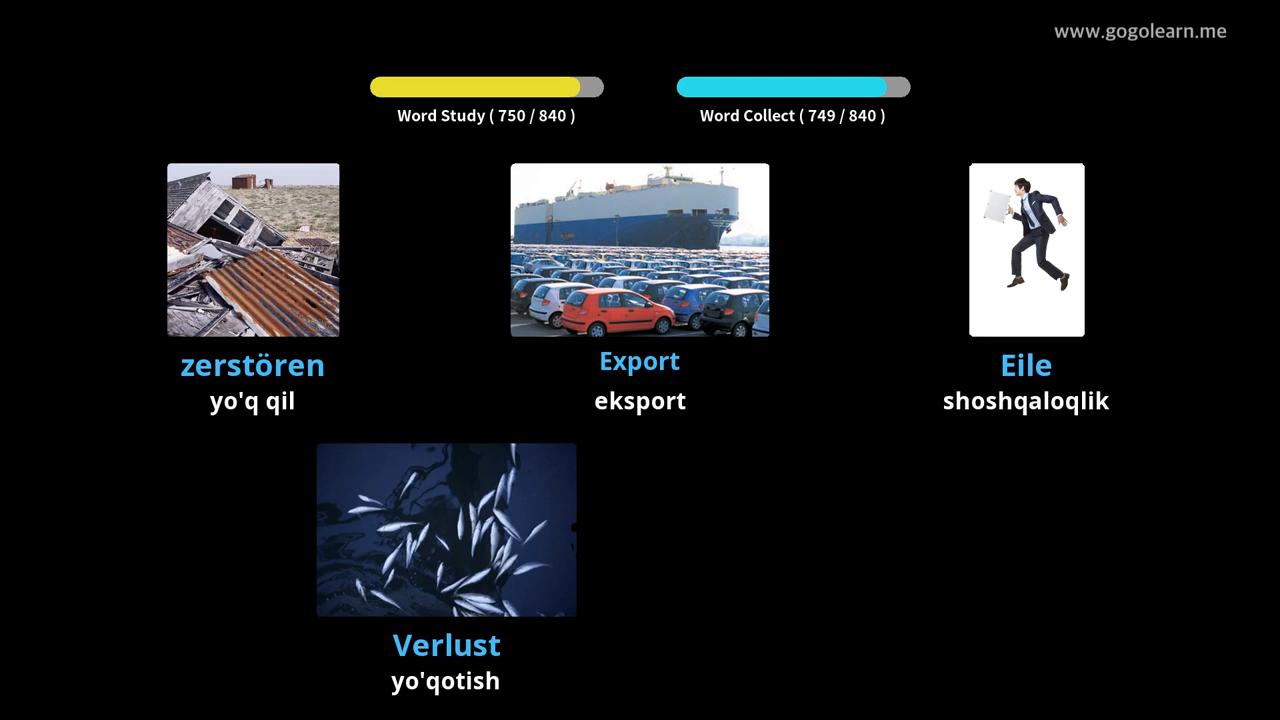 www.gogolearn.me
Word Study ( 750 / 840 )
Word Collect ( 749 / 840 )
zerstören
yo'q qil
Export
eksport
Eile
shoshqaloqlik
Verlust
yo'qotish